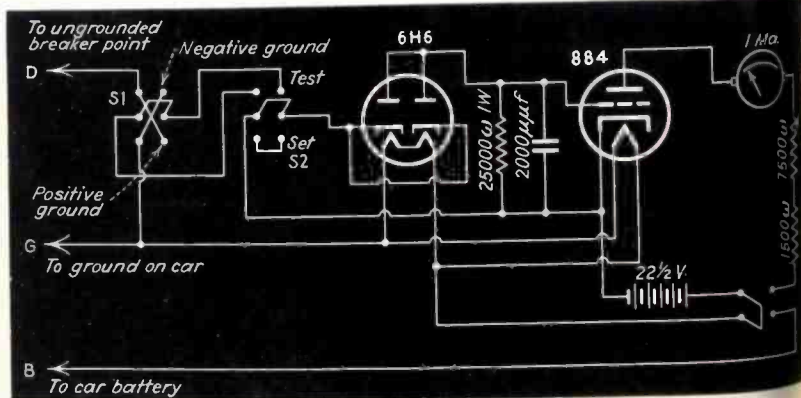 To ungrounded
breaker point
Negative ground
6H6
884
1 Ma.
D
S1
Test
Set
S2
25000ω 1W
2000μμf
7500ω
1500ω
Positive
ground
G
To ground on car
22½ V.
B
To car battery